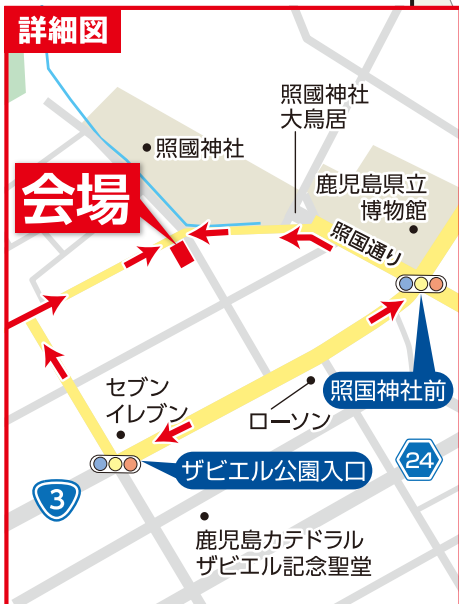 詳細図
照國神社
大鳥居
照國神社
鹿児島県立
博物館
会場
照国通り
照国神社前
セブン
イレブン
ローソン
24
ザビエル公園入口
3
鹿児島カテドラル
ザビエル記念聖堂